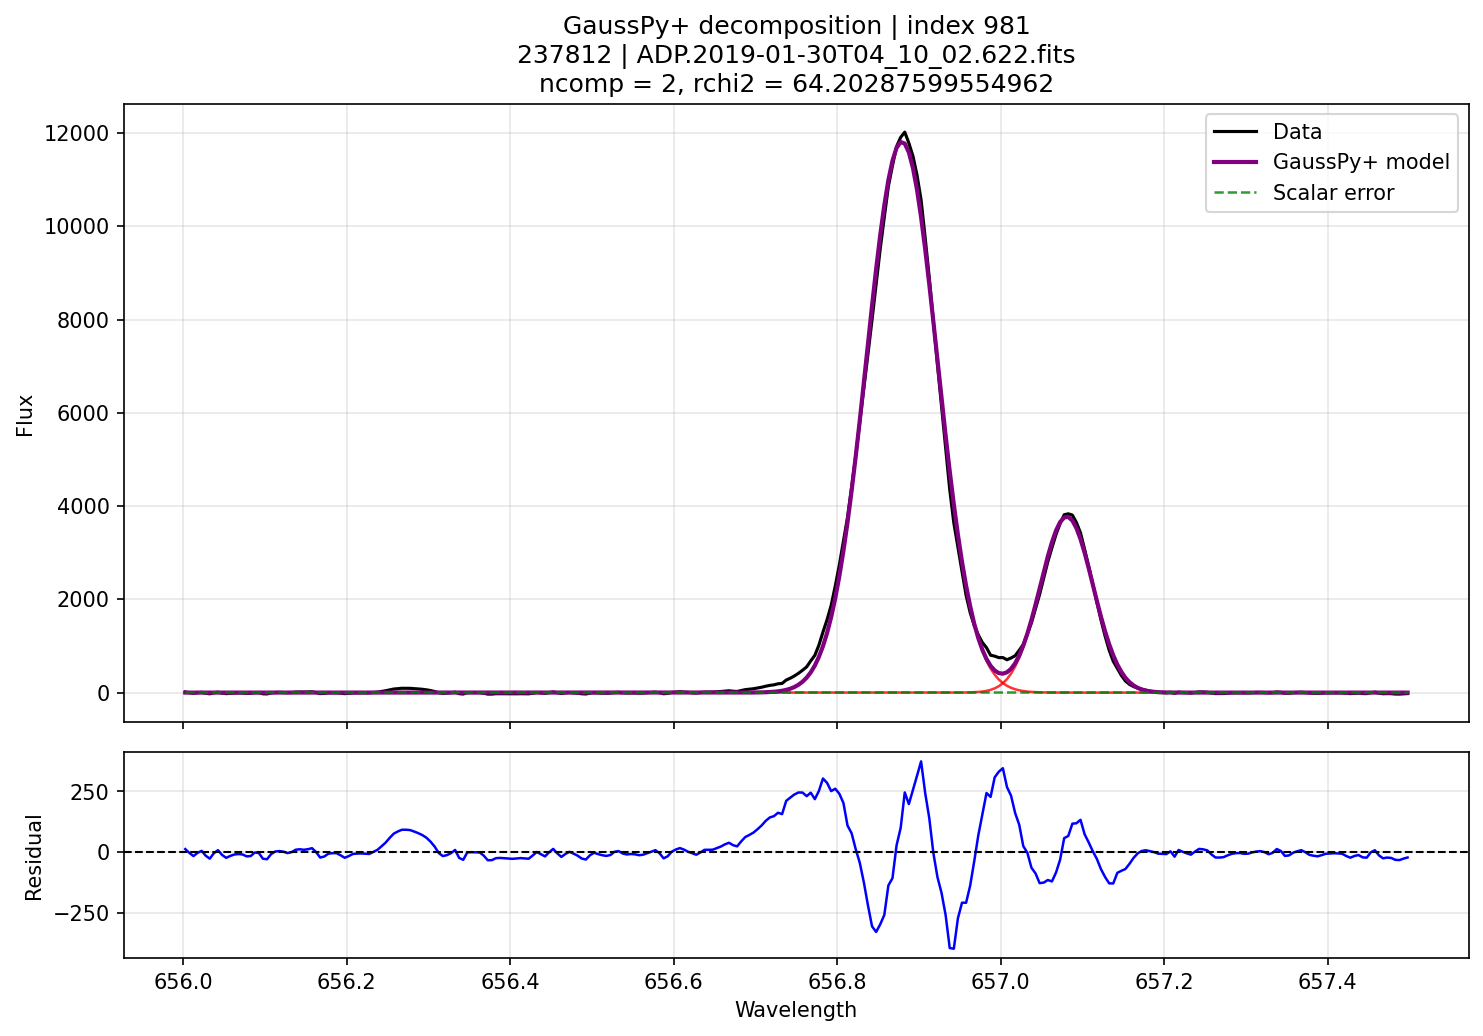 GaussPy+ decomposition | index 981
237812 | ADP.2019-01-30T04_10_02.622.fits
ncomp = 2, rchi2 = 64.20287599554962
Data
GaussPy+ model
Scalar error
Flux
12000
10000
8000
6000
4000
2000
0
Residual
250
0
−250
656.0
656.2
656.4
656.6
656.8
657.0
657.2
657.4
Wavelength